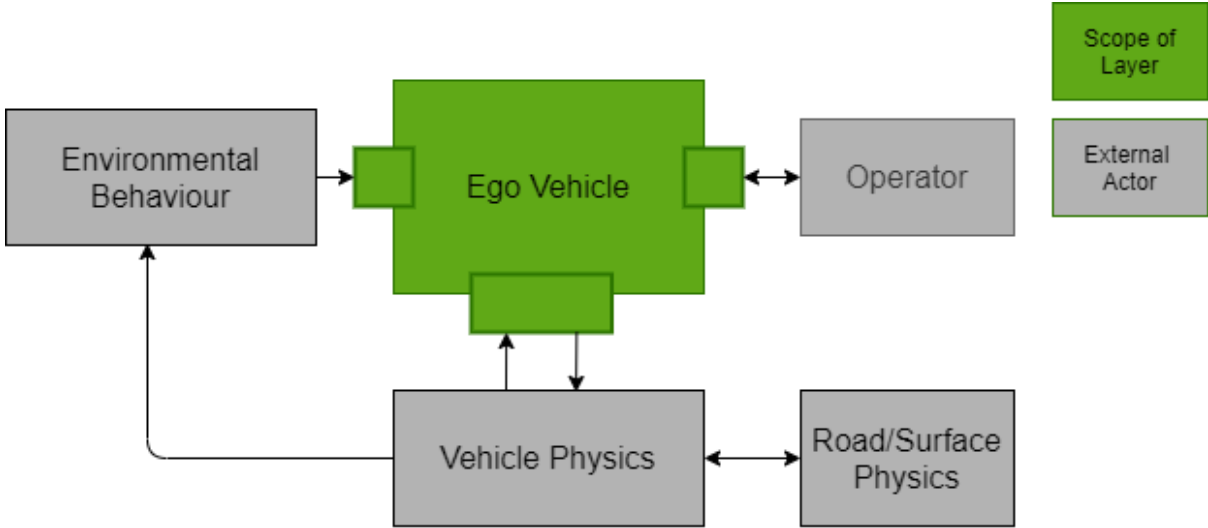 Scope of
Layer
Environmental
Behaviour
Ego Vehicle
Operator
External
Actor
Vehicle Physics
Road/Surface
Physics